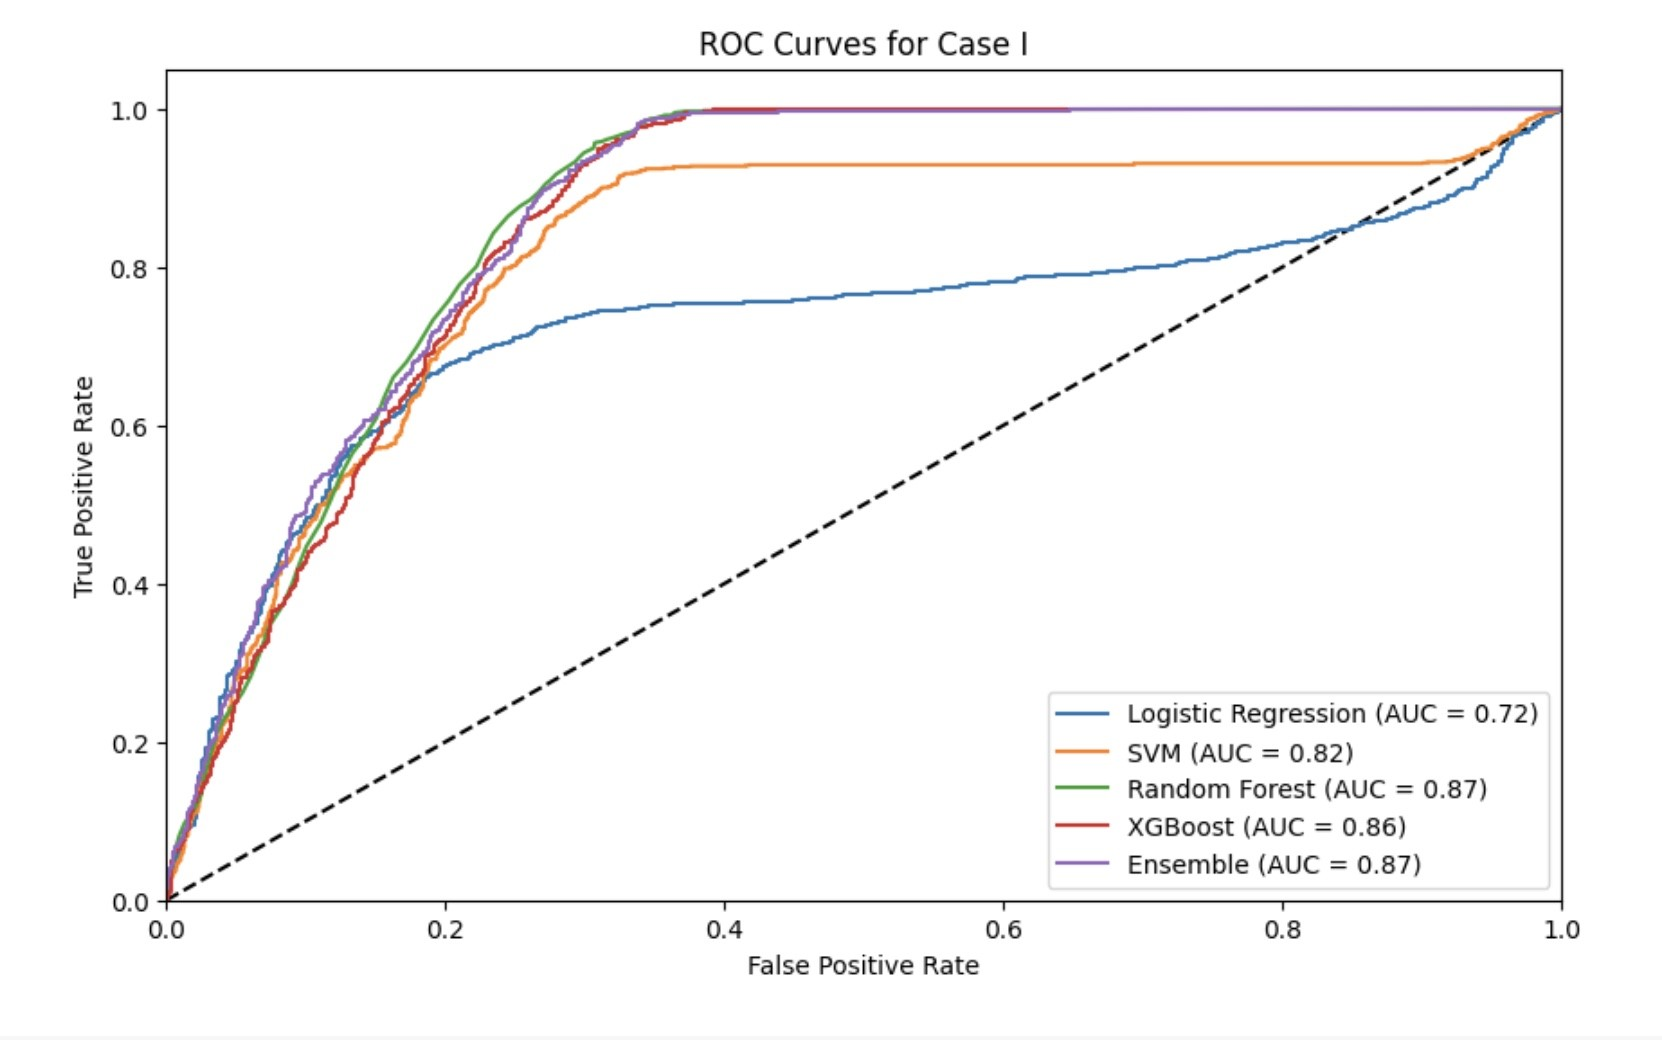 ROC Curves for Case I
True Positive Rate
1.0
0.8
0.6
0.4
0.2
0.0
Logistic Regression (AUC = 0.72)
SVM (AUC = 0.82)
Random Forest (AUC = 0.87)
XGBoost (AUC = 0.86)
Ensemble (AUC = 0.87)
0.0 0.2 0.4 0.6 0.8 1.0
False Positive Rate